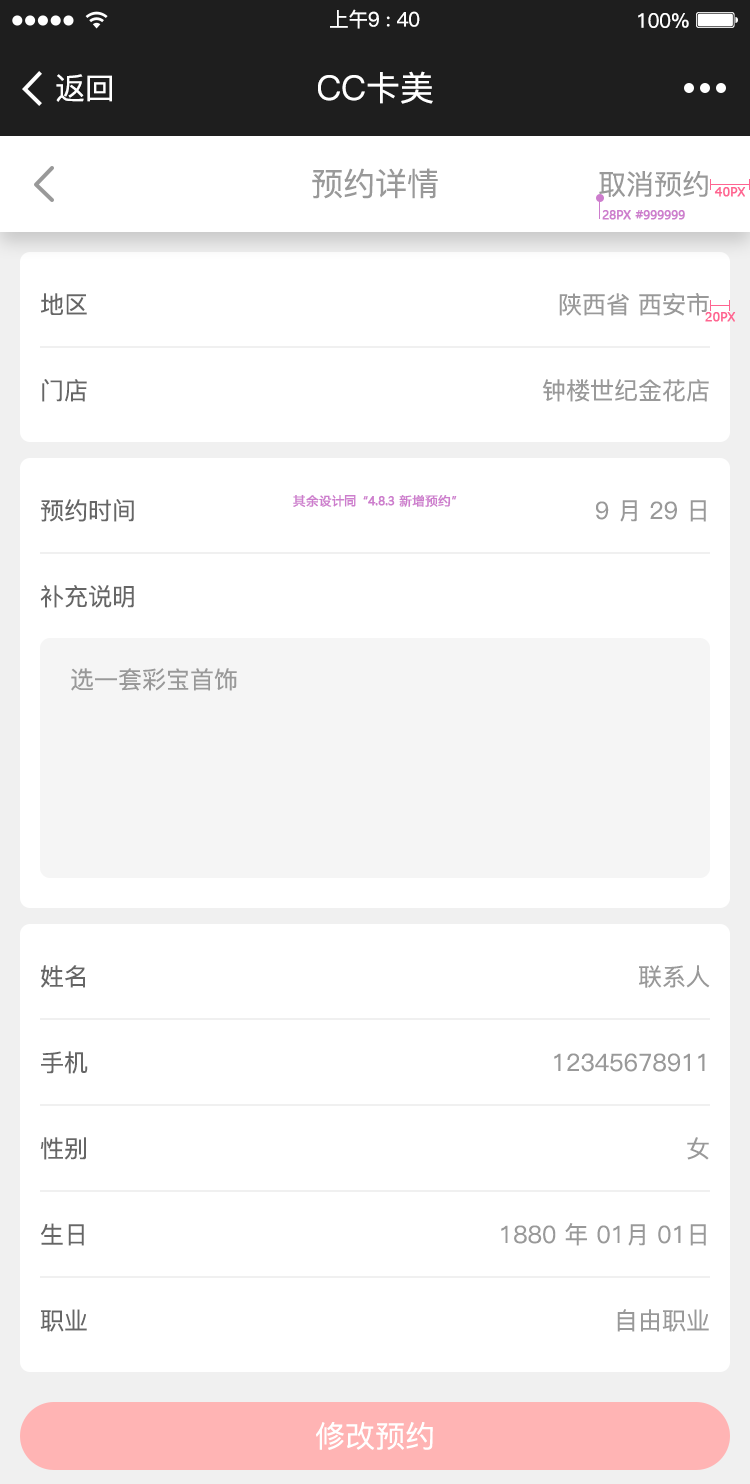 上午9 : 40 100%
返回 CC卡美
预约详情 取消预约 40PX
28PX #999999
地区 陕西省 西安市
20PX
门店 钟楼世纪金花店
其余设计同 “4.8.3 新增预约”
预约时间 9 月 29 日
补充说明
选一套彩宝首饰
姓名 联系人
手机 12345678911
性别 女
生日 1880 年 01月 01日
职业 自由职业
修改预约